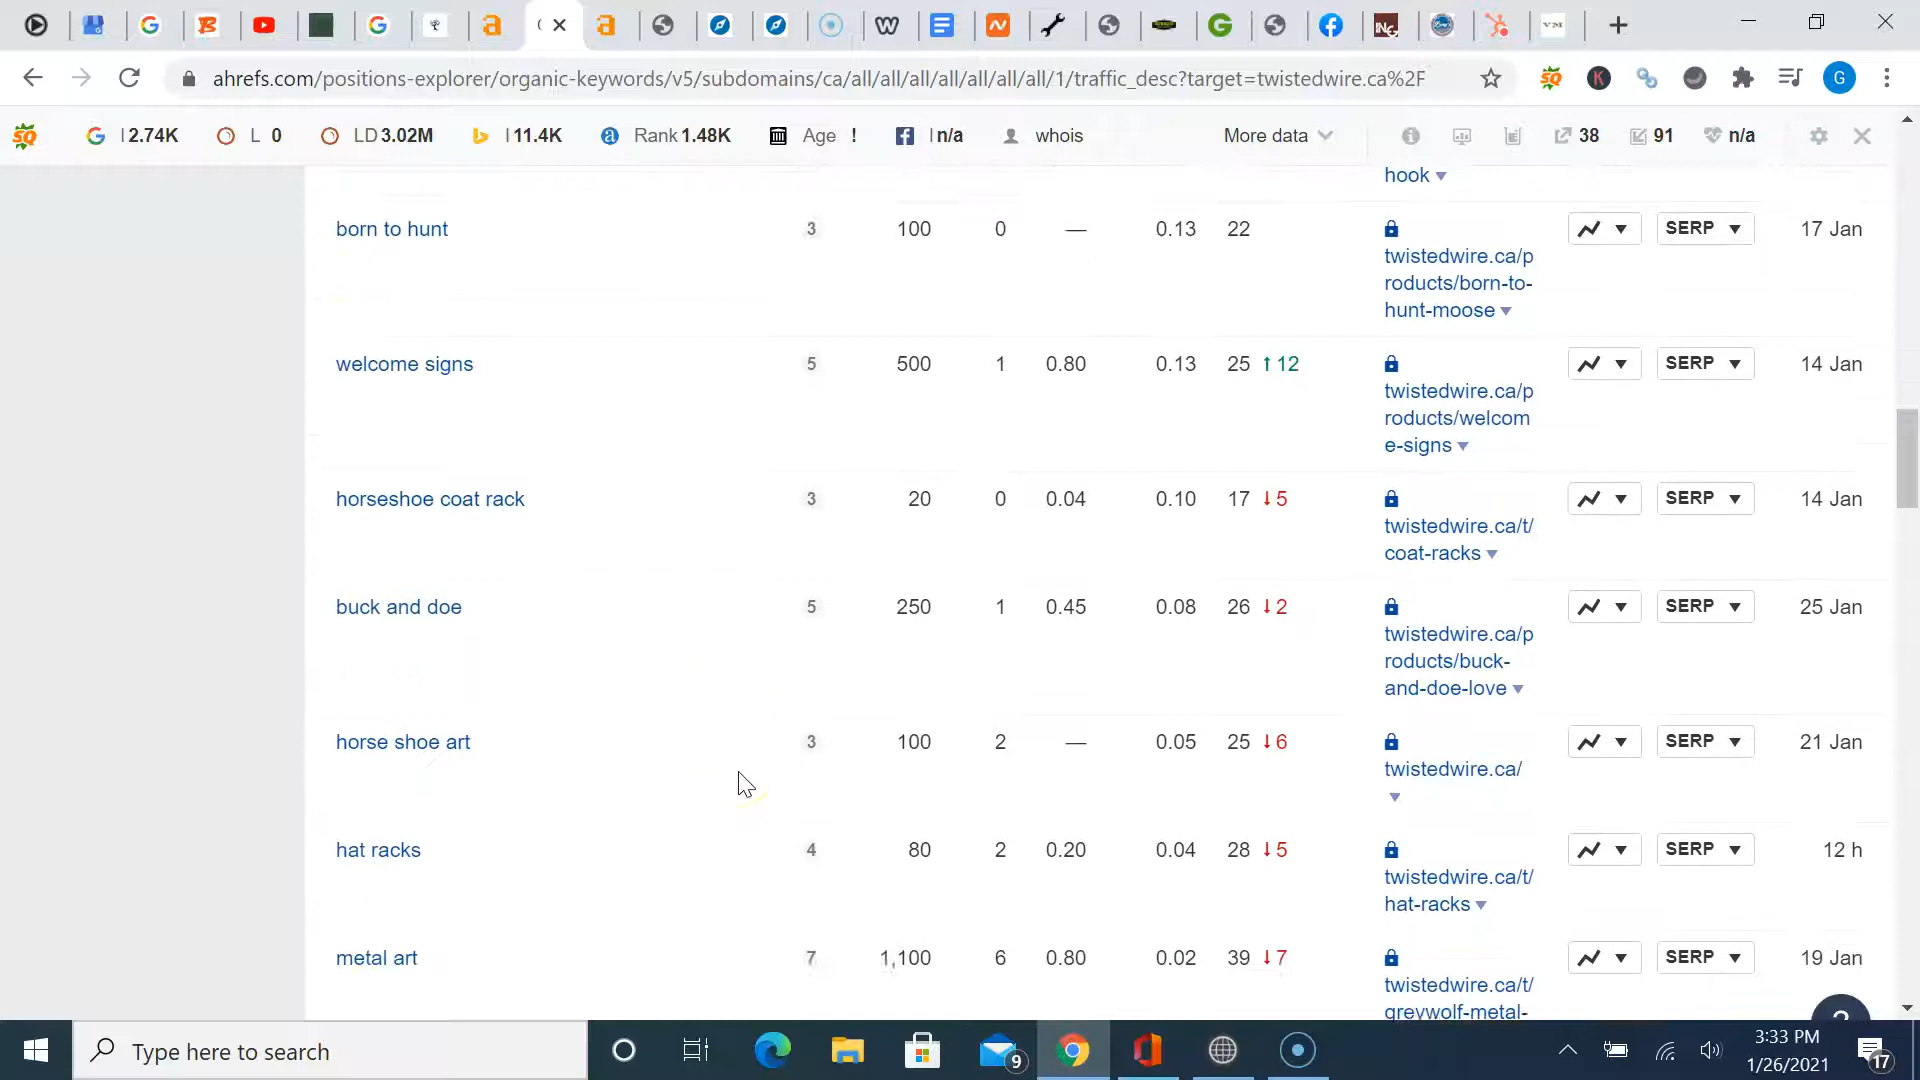 ahrefs.com/positions-explorer/organic-keywords/v5/subdomains/ca/all/all/all/all/all/all/all/1/traffic_desc?target=twistedwire.ca%2F
I 2.74K L 0 LD 3.02M I 11.4K Rank 1.48K Age ! I n/a whois More data 38 91 n/a
hook
born to hunt 3 100 0 — 0.13 22 SERP 17 Jan
twistedwire.ca/p
roducts/born-to-
hunt-moose
welcome signs 5 500 1 0.80 0.13 25 ↑12 SERP 14 Jan
twistedwire.ca/p
roducts/welcom
e-signs
horseshoe coat rack 3 20 0 0.04 0.10 17 ↓5 SERP 14 Jan
twistedwire.ca/t/
coat-racks
buck and doe 5 250 1 0.45 0.08 26 ↓2 SERP 25 Jan
twistedwire.ca/p
roducts/buck-
and-doe-love
horse shoe art 3 100 2 — 0.05 25 ↓6 SERP 21 Jan
twistedwire.ca/
hat racks 4 80 2 0.20 0.04 28 ↓5 SERP 12 h
twistedwire.ca/t/
hat-racks
metal art 7 1,100 6 0.80 0.02 39 ↓7 SERP 19 Jan
twistedwire.ca/t/
greywolf-metal-
Type here to search
9
3:33 PM
1/26/2021
17